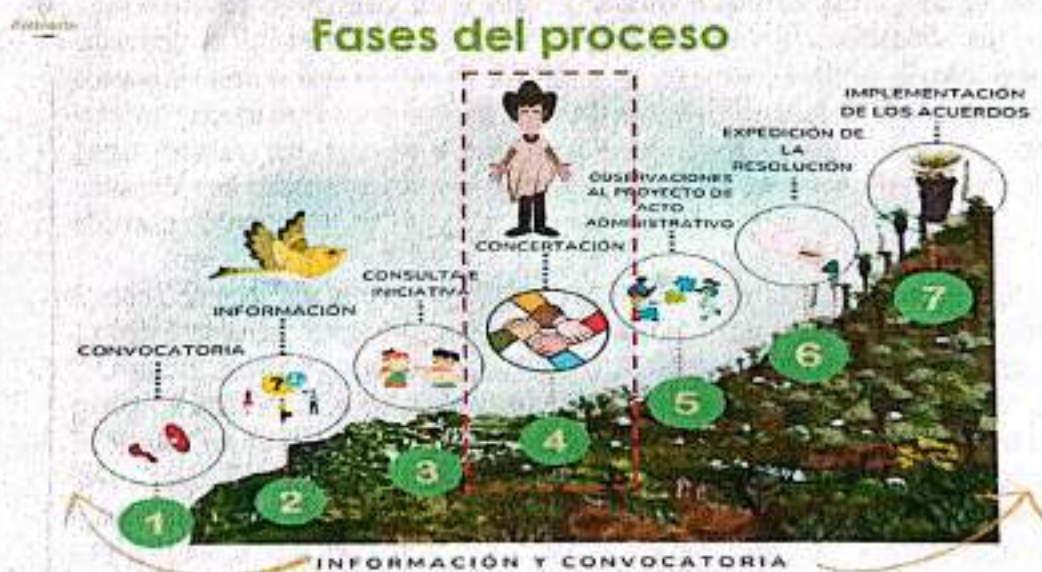 Fases del proceso
CONVOCATORIA
1
INFORMACIÓN
2
CONSULTA E
INICIATIVA
3
CONCERTACIÓN
4
OBSERVACIONES
AL PROYECTO DE
ACTO
ADMINISTRATIVO
5
EXPEDICIÓN DE
LA
RESOLUCIÓN
6
IMPLEMENTACIÓN
DE LOS ACUERDOS
7
INFORMACIÓN Y CONVOCATORIA